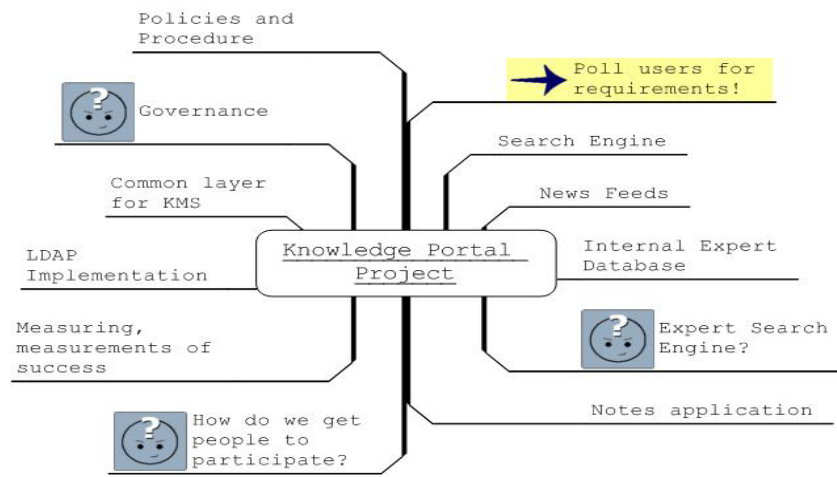 Policies and
Procedure
Poll users for
requirements!
?
Governance
Search Engine
Common layer
for KMS
News Feeds
Knowledge Portal
Project
LDAP
Implementation
Internal Expert
Database
Measuring,
measurements of
success
?
Expert Search
Engine?
?
How do we get
people to
participate?
Notes application